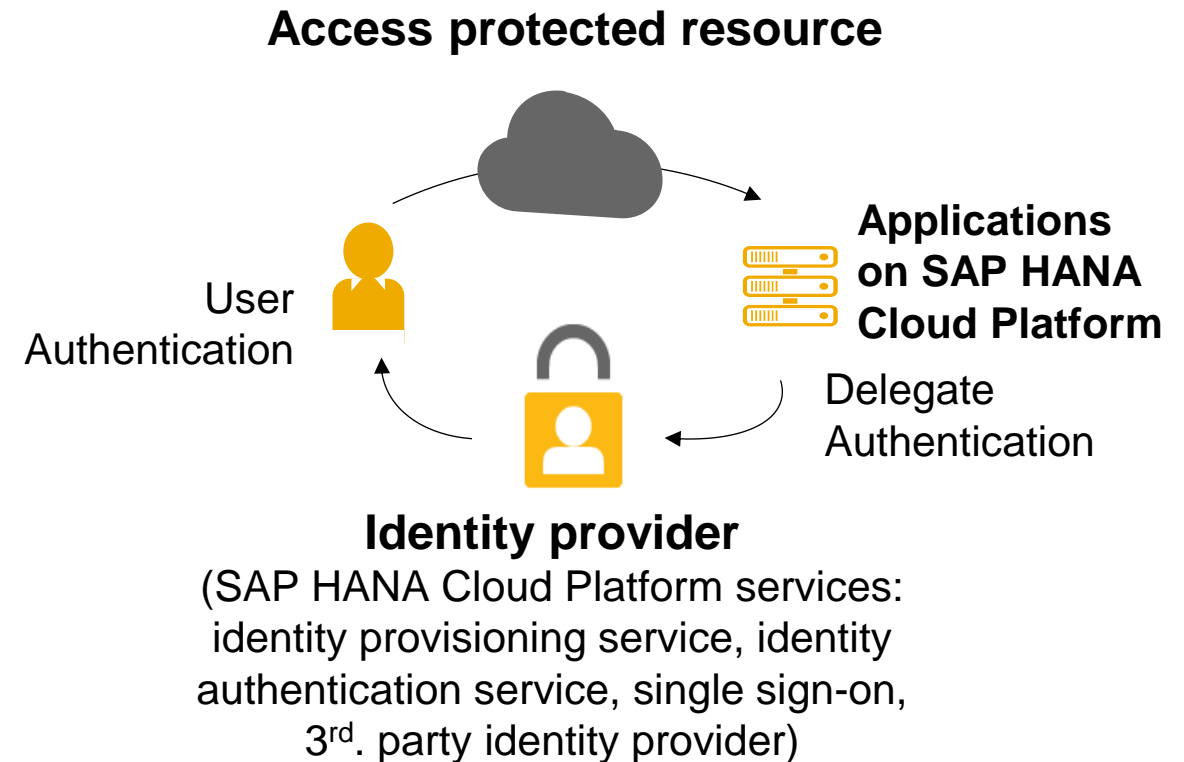 Access protected resource
Applications
on SAP HANA
Cloud Platform
User
Authentication
Delegate
Authentication
Identity provider
(SAP HANA Cloud Platform services:
identity provisioning service, identity
authentication service, single sign-on,
3rd. party identity provider)